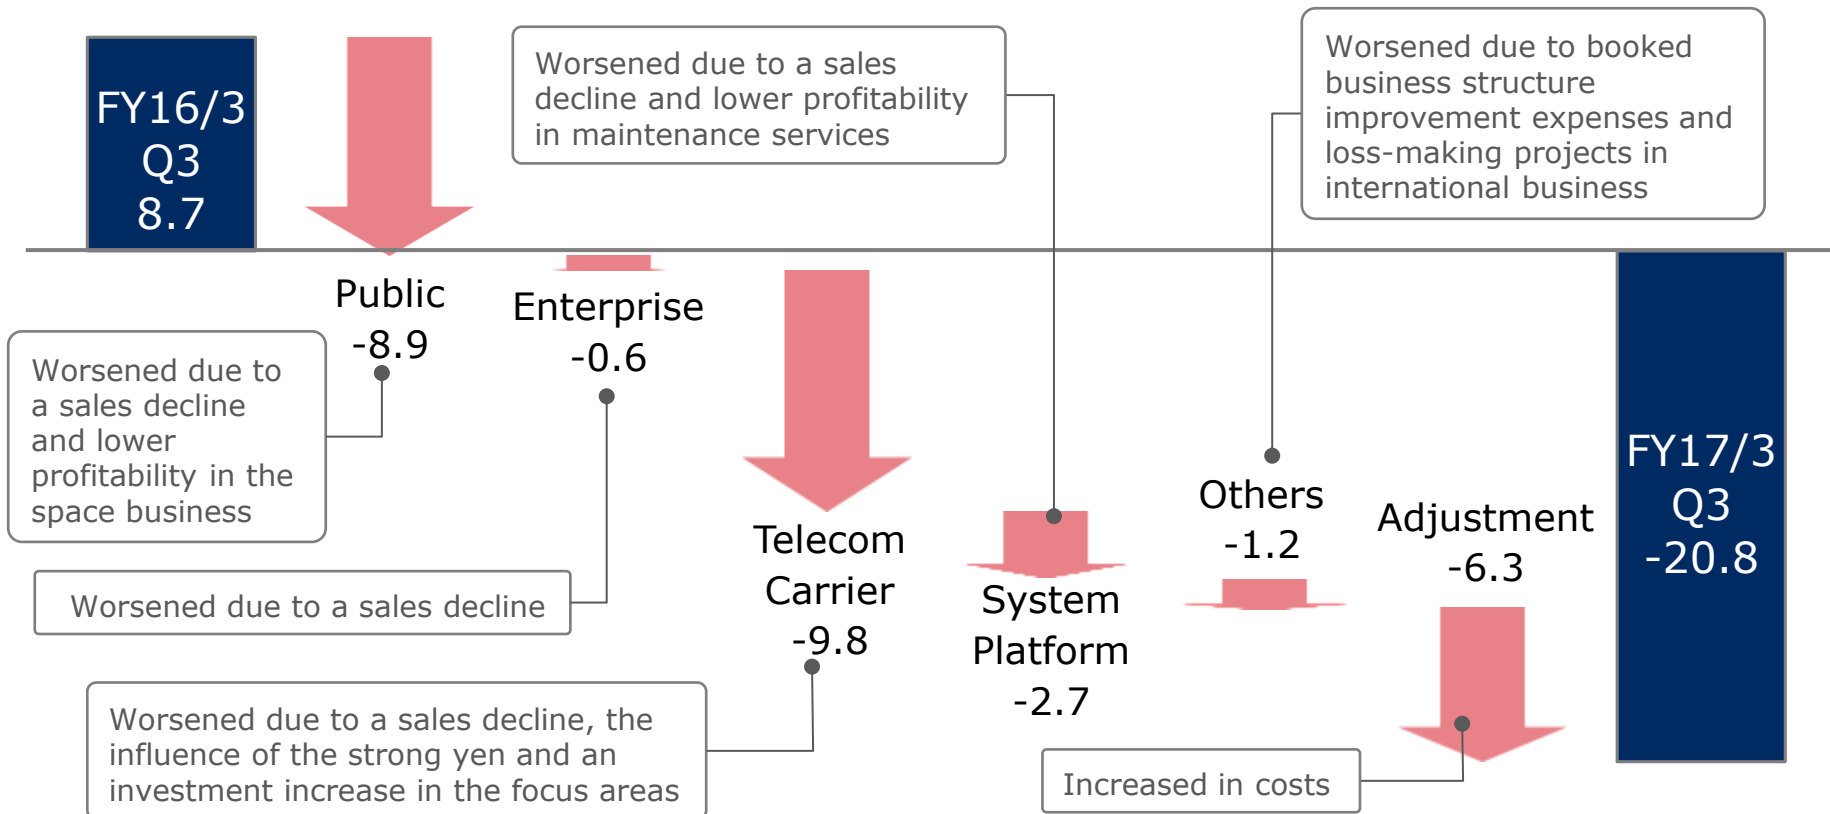 FY16/3
Q3
8.7
Worsened due to a sales
decline and lower profitability
in maintenance services
Worsened due to booked
business structure
improvement expenses and
loss-making projects in
international business
Public
-8.9
Enterprise
-0.6
Worsened due to
a sales decline
and lower
profitability in the
space business
Worsened due to a sales decline
Telecom
Carrier
-9.8
Worsened due to a sales decline, the
influence of the strong yen and an
investment increase in the focus areas
System
Platform
-2.7
Others
-1.2
Adjustment
-6.3
Increased in costs
FY17/3
Q3
-20.8